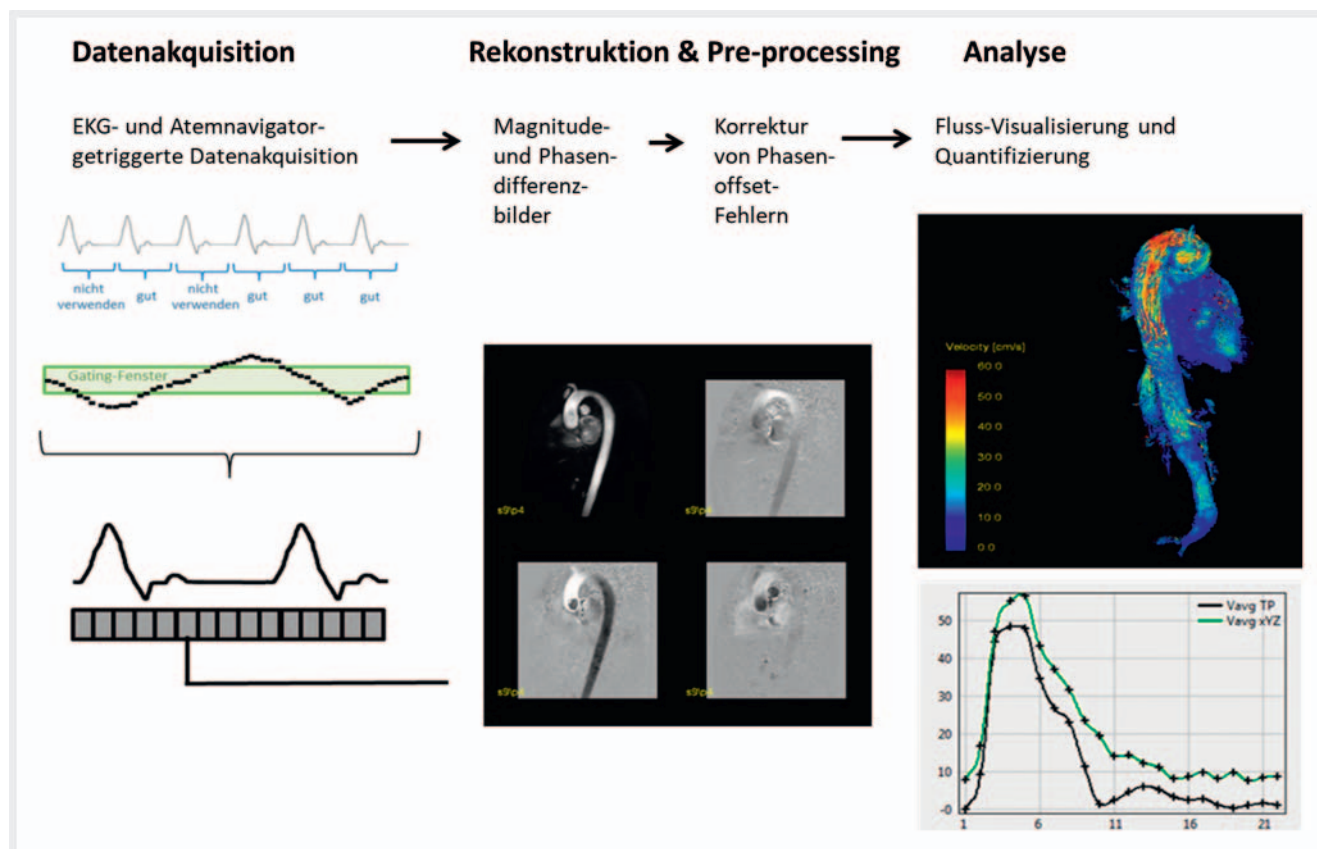 Datenakquisition
Rekonstruktion & Pre-processing
Analyse
EKG- und Atemnavigator-
getriggerte Datenakquisition
Magnitude-
und Phasen-
differenz-
bilder
Korrektur
von Phasen-
offset-
Fehlern
Fluss-Visualisierung und
Quantifizierung
nicht
verwenden
gut
nicht
verwenden
gut
gut
gut
Gating-Fenster
Velocity [cm/s]
60.0
50.0
40.0
30.0
20.0
10.0
0.0
Vavg TP
Vavg xYZ
50
40
30
20
10
-0
1
6
11
16
21